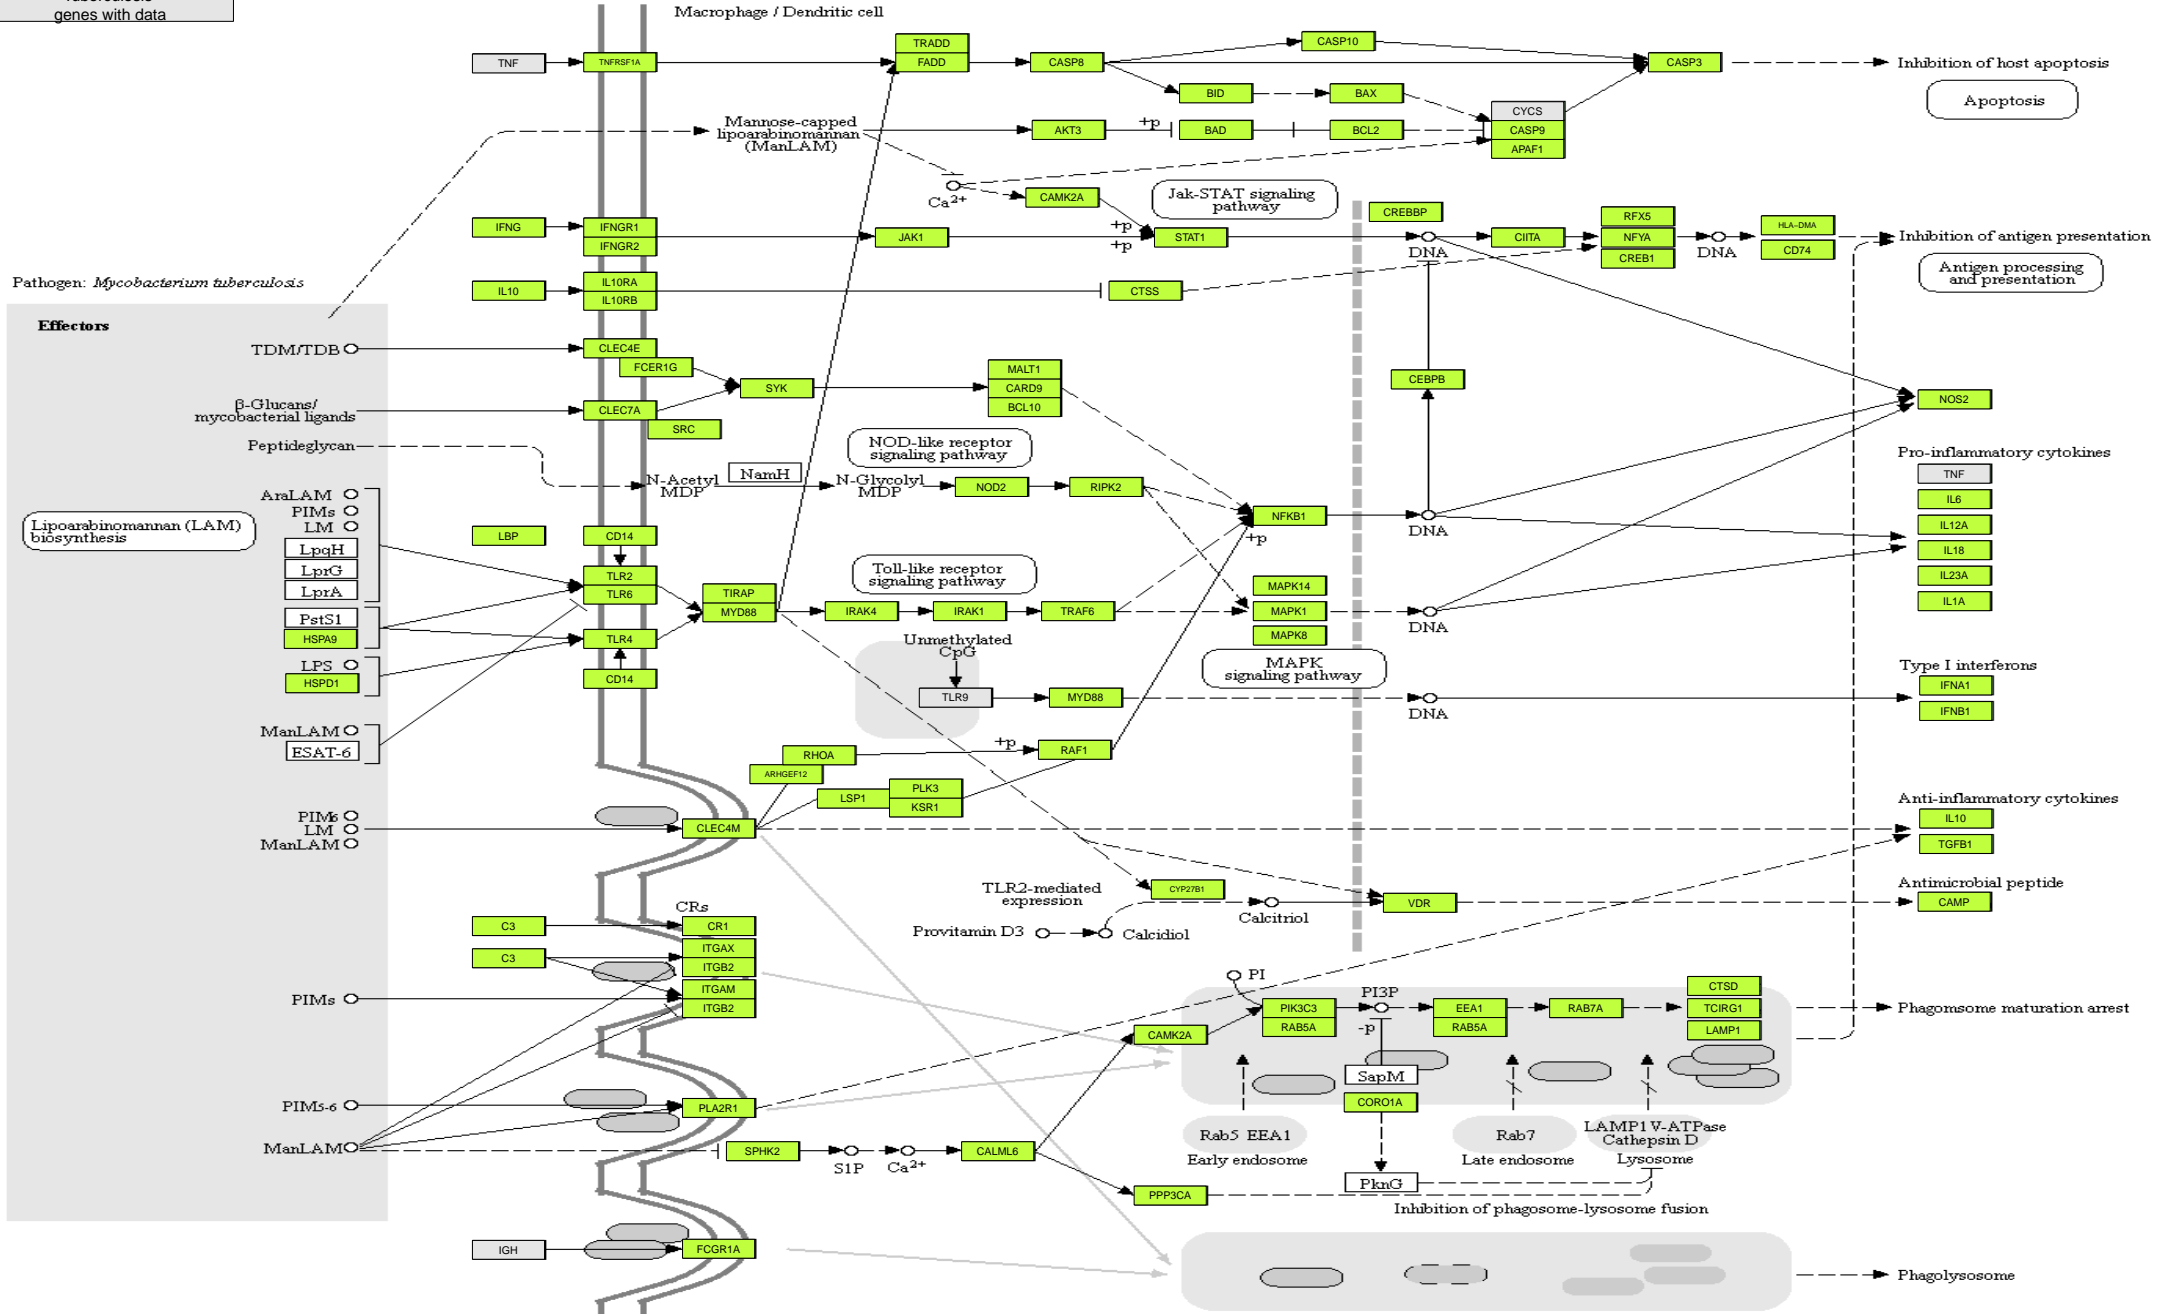 genes with data
Macrophage / Dendritic cell
TNF
TNFRSF1A
TRADD
FADD
CASP8
CASP10
CASP3
Inhibition of host apoptosis
Apoptosis
BID
BAX
CYCS
CASP9
APAF1
Mannose-capped
lipoarabinomannan
(ManLAM)
AKT3
+p
BAD
BCL2
Ca2+
CAMK2A
Jak-STAT signaling
pathway
IFNG
IFNGR1
IFNGR2
JAK1
+p
+p
STAT1
CREBBP
DNA
CIITA
RFX5
NFYA
CREB1
DNA
HLA-DMA
CD74
Inhibition of antigen presentation
Antigen processing
and presentation
Pathogen: Mycobacterium tuberculosis
IL10
IL10RA
IL10RB
CTSS
Effectors
TDM/TDB
CLEC4E
FCER1G
SYK
MALT1
CARD9
BCL10
CEBPB
NOS2
β-Glucans/
mycobacterial ligands
CLEC7A
SRC
Peptideglycan
N-Acetyl
MDP
NamH
N-Glycolyl
MDP
NOD-like receptor
signaling pathway
NOD2
RIPK2
NFKB1
+p
DNA
Pro-inflammatory cytokines
TNF
IL6
IL12A
IL18
IL23A
IL1A
AraLAM
PIMs
LM
LpqH
LprG
LprA
PstS1
HSPA9
LPS
HSPD1
Lipoarabinomannan (LAM)
biosynthesis
LBP
CD14
TLR2
TLR6
TLR4
CD14
TIRAP
MYD88
Toll-like receptor
signaling pathway
IRAK4
IRAK1
TRAF6
MAPK14
MAPK1
MAPK8
DNA
MAPK
signaling pathway
Unmethylated
CpG
TLR9
MYD88
DNA
Type I interferons
IFNA1
IFNB1
ManLAM
ESAT-6
RHOA
ARHGEF12
+p
RAF1
LSP1
PLK3
KSR1
PIM6
LM
ManLAM
CLEC4M
Anti-inflammatory cytokines
IL10
TGFB1
TLR2-mediated
expression
CYP27B1
Calcitriol
VDR
Antimicrobial peptide
CAMP
Provitamin D3
Calcidiol
CRs
C3
CR1
C3
ITGAX
ITGB2
PIMs
ITGAM
ITGB2
PI
PIK3C3
RAB5A
PI3P
-p
EEA1
RAB5A
RAB7A
CTSD
TCIRG1
LAMP1
Phagomsome maturation arrest
CAMK2A
SapM
CORO1A
PIM5-6
PLA2R1
Rab5 EEA1
Early endosome
Rab7
Late endosome
LAMP1 V-ATPase
Cathepsin D
Lysosome
ManLAM
SPHK2
S1P
Ca2+
CALML6
PPP3CA
PknG
Inhibition of phagosome-lysosome fusion
IGH
FCGR1A
Phagolysosome